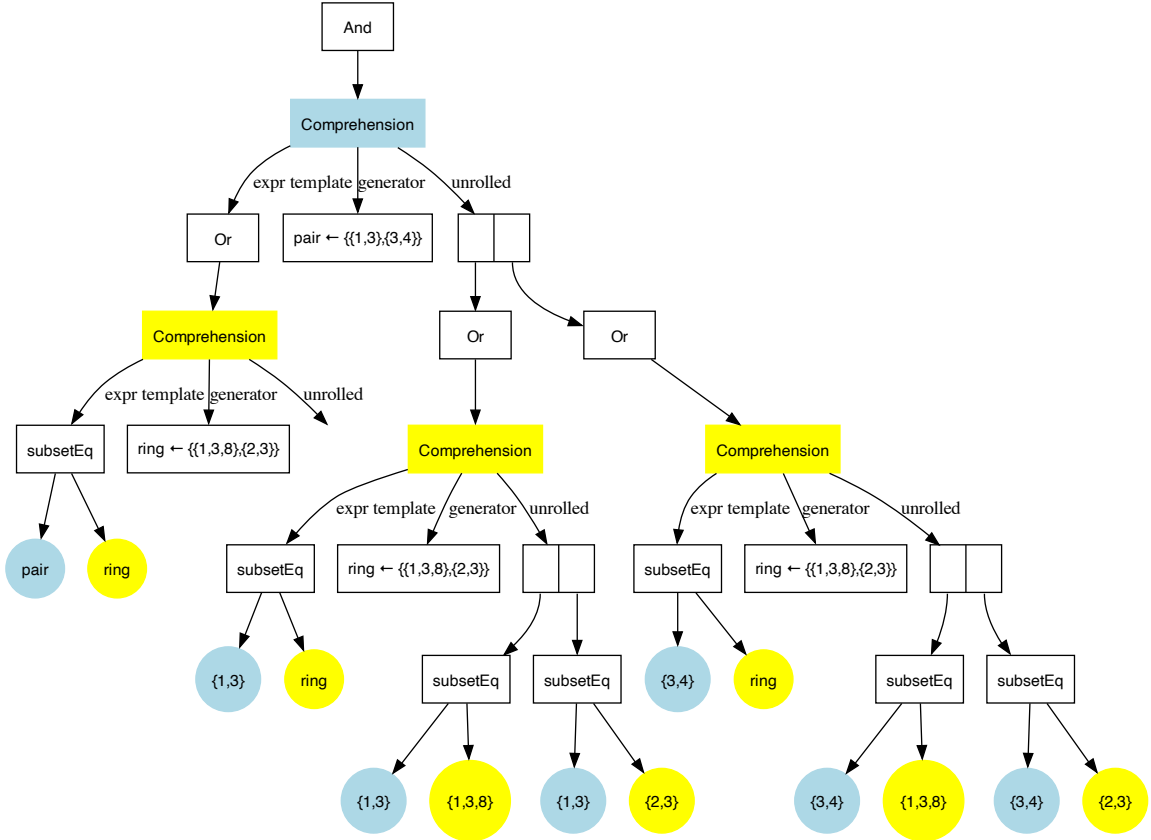 And
Comprehension
expr template generator unrolled
Or
pair ← {{1,3},{3,4}}
Comprehension
Or
Or
expr template generator unrolled
subsetEq
ring ← {{1,3,8},{2,3}}
Comprehension
Comprehension
expr template generator unrolled
expr template generator unrolled
pair
ring
subsetEq
ring ← {{1,3,8},{2,3}}
subsetEq
ring ← {{1,3,8},{2,3}}
{1,3}
ring
subsetEq
subsetEq
{3,4}
ring
subsetEq
subsetEq
{1,3}
{1,3,8}
{1,3}
{2,3}
{3,4}
{1,3,8}
{3,4}
{2,3}